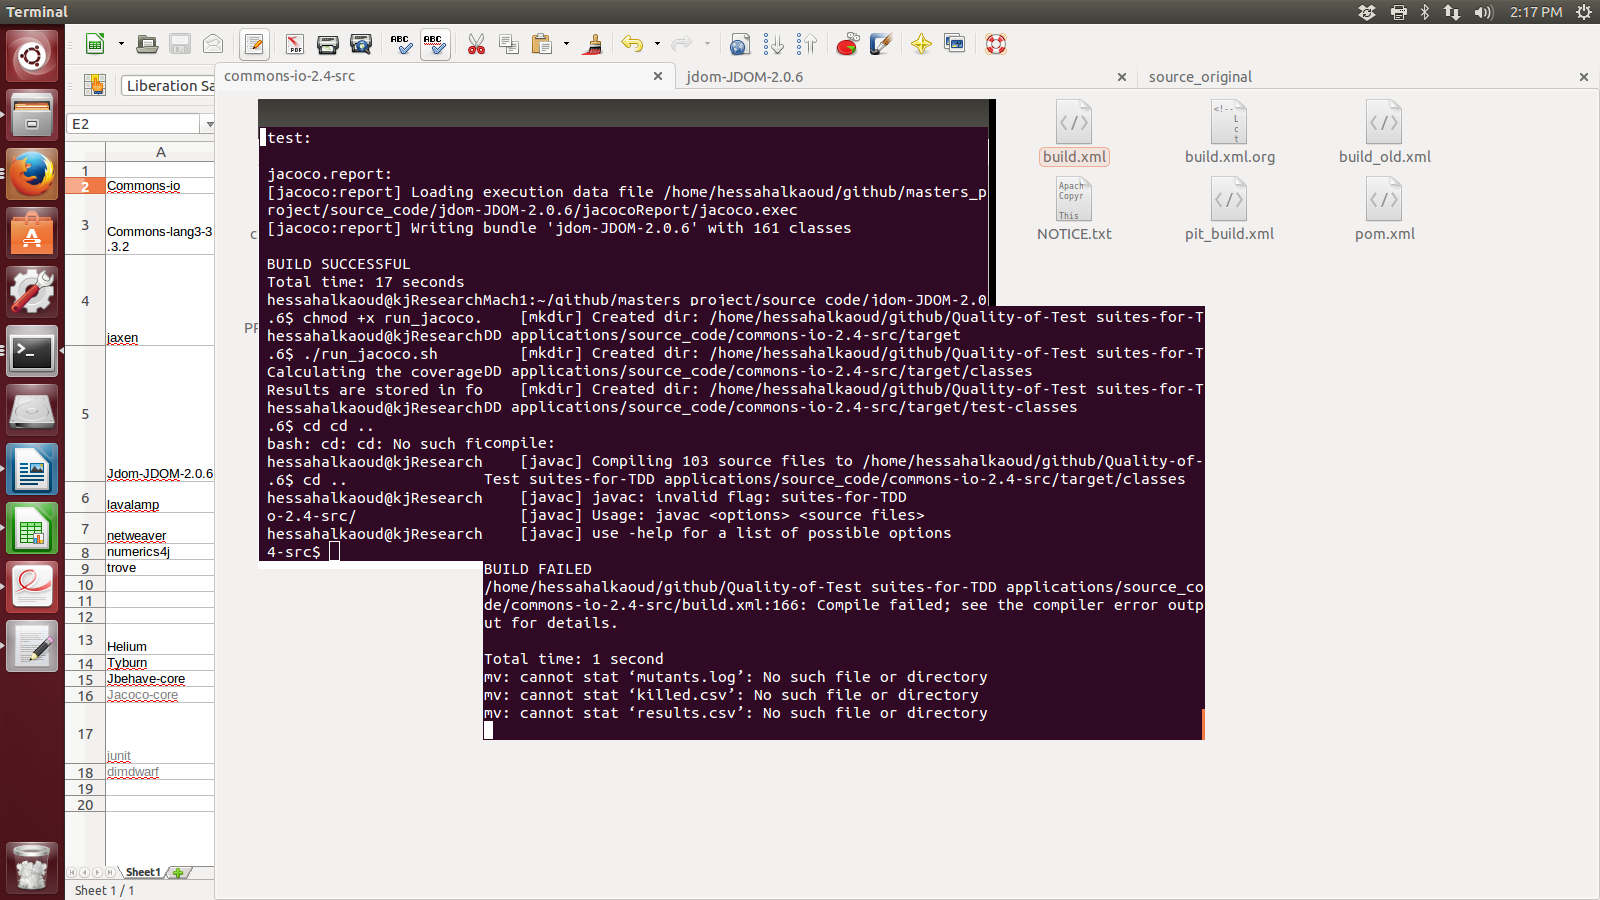 Terminal
2:17 PM
Liberation Sa
commons-io-2.4-src
jdom-JDOM-2.0.6
source_original
E2
A
1
2 Commons-io
3 Commons-lang3-3
.3.2
4 jaxen
5 Jdom-JDOM-2.0.6
6 lavalamp
7 netweaver
8 numerics4j
9 trove
10
11
12
13 Helium
14 Tyburn
15 Jbehave-core
16 Jacoco-core
17 junit
18 dimdwarf
19
20
Sheet1
Sheet 1 / 1
build.xml
build.xml.org
build_old.xml
Apach
Copyr
This
NOTICE.txt
pit_build.xml
pom.xml
test:
jacoco.report:
[jacoco:report] Loading execution data file /home/hessahalkaoud/github/masters_p
roject/source_code/jdom-JDOM-2.0.6/jacocoReport/jacoco.exec
[jacoco:report] Writing bundle 'jdom-JDOM-2.0.6' with 161 classes
BUILD SUCCESSFUL
Total time: 17 seconds
hessahalkaoud@kjResearchMach1:~/github/masters_project/source_code/jdom-JDOM-2.0
.6$ chmod +x run_jacoco.
hessahalkaoud@kjResearch
.6$ ./run_jacoco.sh
Calculating the coverage
Results are stored in fo
hessahalkaoud@kjResearch
.6$ cd cd ..
bash: cd: cd: No such fi
hessahalkaoud@kjResearch
.6$ cd ..
hessahalkaoud@kjResearch
o-2.4-src/
hessahalkaoud@kjResearch
4-src$
[mkdir] Created dir: /home/hessahalkaoud/github/Quality-of-Test suites-for-T
DD applications/source_code/commons-io-2.4-src/target
[mkdir] Created dir: /home/hessahalkaoud/github/Quality-of-Test suites-for-T
DD applications/source_code/commons-io-2.4-src/target/classes
[mkdir] Created dir: /home/hessahalkaoud/github/Quality-of-Test suites-for-T
DD applications/source_code/commons-io-2.4-src/target/test-classes
compile:
[javac] Compiling 103 source files to /home/hessahalkaoud/github/Quality-of-
Test suites-for-TDD applications/source_code/commons-io-2.4-src/target/classes
[javac] javac: invalid flag: suites-for-TDD
[javac] Usage: javac <options> <source files>
[javac] use -help for a list of possible options
BUILD FAILED
/home/hessahalkaoud/github/Quality-of-Test suites-for-TDD applications/source_co
de/commons-io-2.4-src/build.xml:166: Compile failed; see the compiler error outp
ut for details.
Total time: 1 second
mv: cannot stat ‘mutants.log’: No such file or directory
mv: cannot stat ‘killed.csv’: No such file or directory
mv: cannot stat ‘results.csv’: No such file or directory